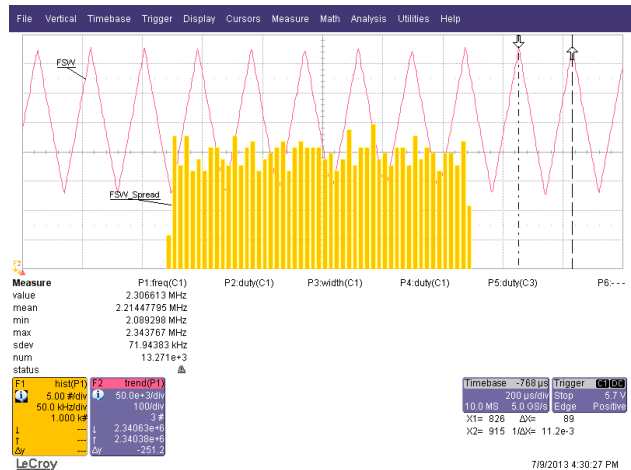 File Vertical Timebase Trigger Display Cursors Measure Math Analysis Utilities Help
FSW
FSW_Spread
F2
Measure P1:freq(C1) P2:duty(C1) P3:width(C1) P4:duty(C1) P5:duty(C3) P6:- - -
value 2.306613 MHz
mean 2.21447795 MHz
min 2.089298 MHz
max 2.343767 MHz
sdev 71.94383 kHz
num 13.271e+3
status
F1 hist(P1) F2 trend(P1) Timebase -768 µs Trigger C1 DC
5.00 #/div 50.0e+3/div 200 µs/div Stop 5.7 V
50.0 kHz/div 100/div 10.0 MS 5.0 GS/s Edge Positive
1.000 k# 3 # X1= 826 ΔX= 89
↓ --- 2.34063e+6 X2= 915 1/ΔX= 11.2e-3
↑ --- 2.34038e+6
Δy --- -251.2
LeCroy 7/9/2013 4:30:27 PM